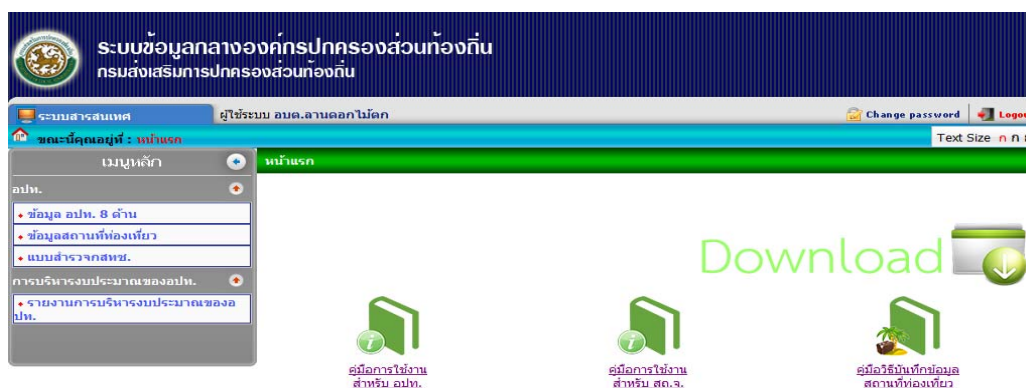 ระบบข้อมูลกลางองค์กรปกครองส่วนท้องถิ่น
กรมส่งเสริมการปกครองส่วนท้องถิ่น
ระบบสารสนเทศ
ผู้ใช้ระบบ อบต.ลานดอกไม้ตก
Change password
ขณะนี้คุณอยู่ที่ : หน้าแรก
Text Size ก ก
เมนูหลัก
หน้าแรก
อปท.
ข้อมูล อปท. 8 ด้าน
ข้อมูลสถานที่ท่องเที่ยว
แบบสำรวจกสทช.
การบริหารงบประมาณของอปท.
รายงานการบริหารงบประมาณของอ
ปท.
Download
คู่มือการใช้งาน
สำหรับ อปท.
คู่มือการใช้งาน
สำหรับ สถ.จ.
คู่มือวิธีบันทึกข้อมูล
สถานที่ท่องเที่ยว